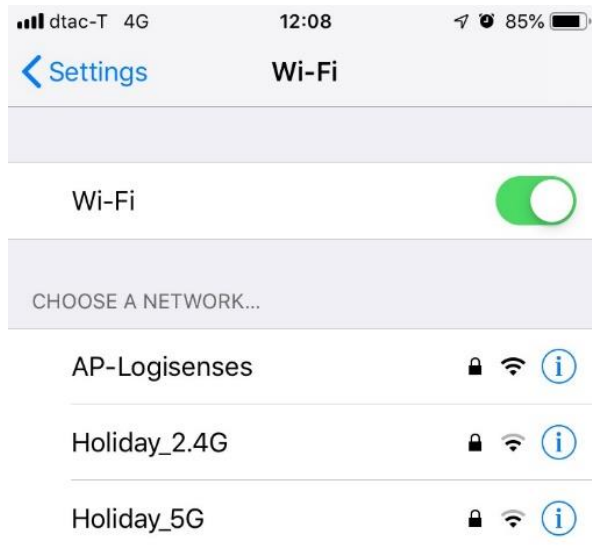 dtac-T 4G 12:08 85%
Settings Wi-Fi
Wi-Fi
CHOOSE A NETWORK...
AP-Logisenses
Holiday_2.4G
Holiday_5G